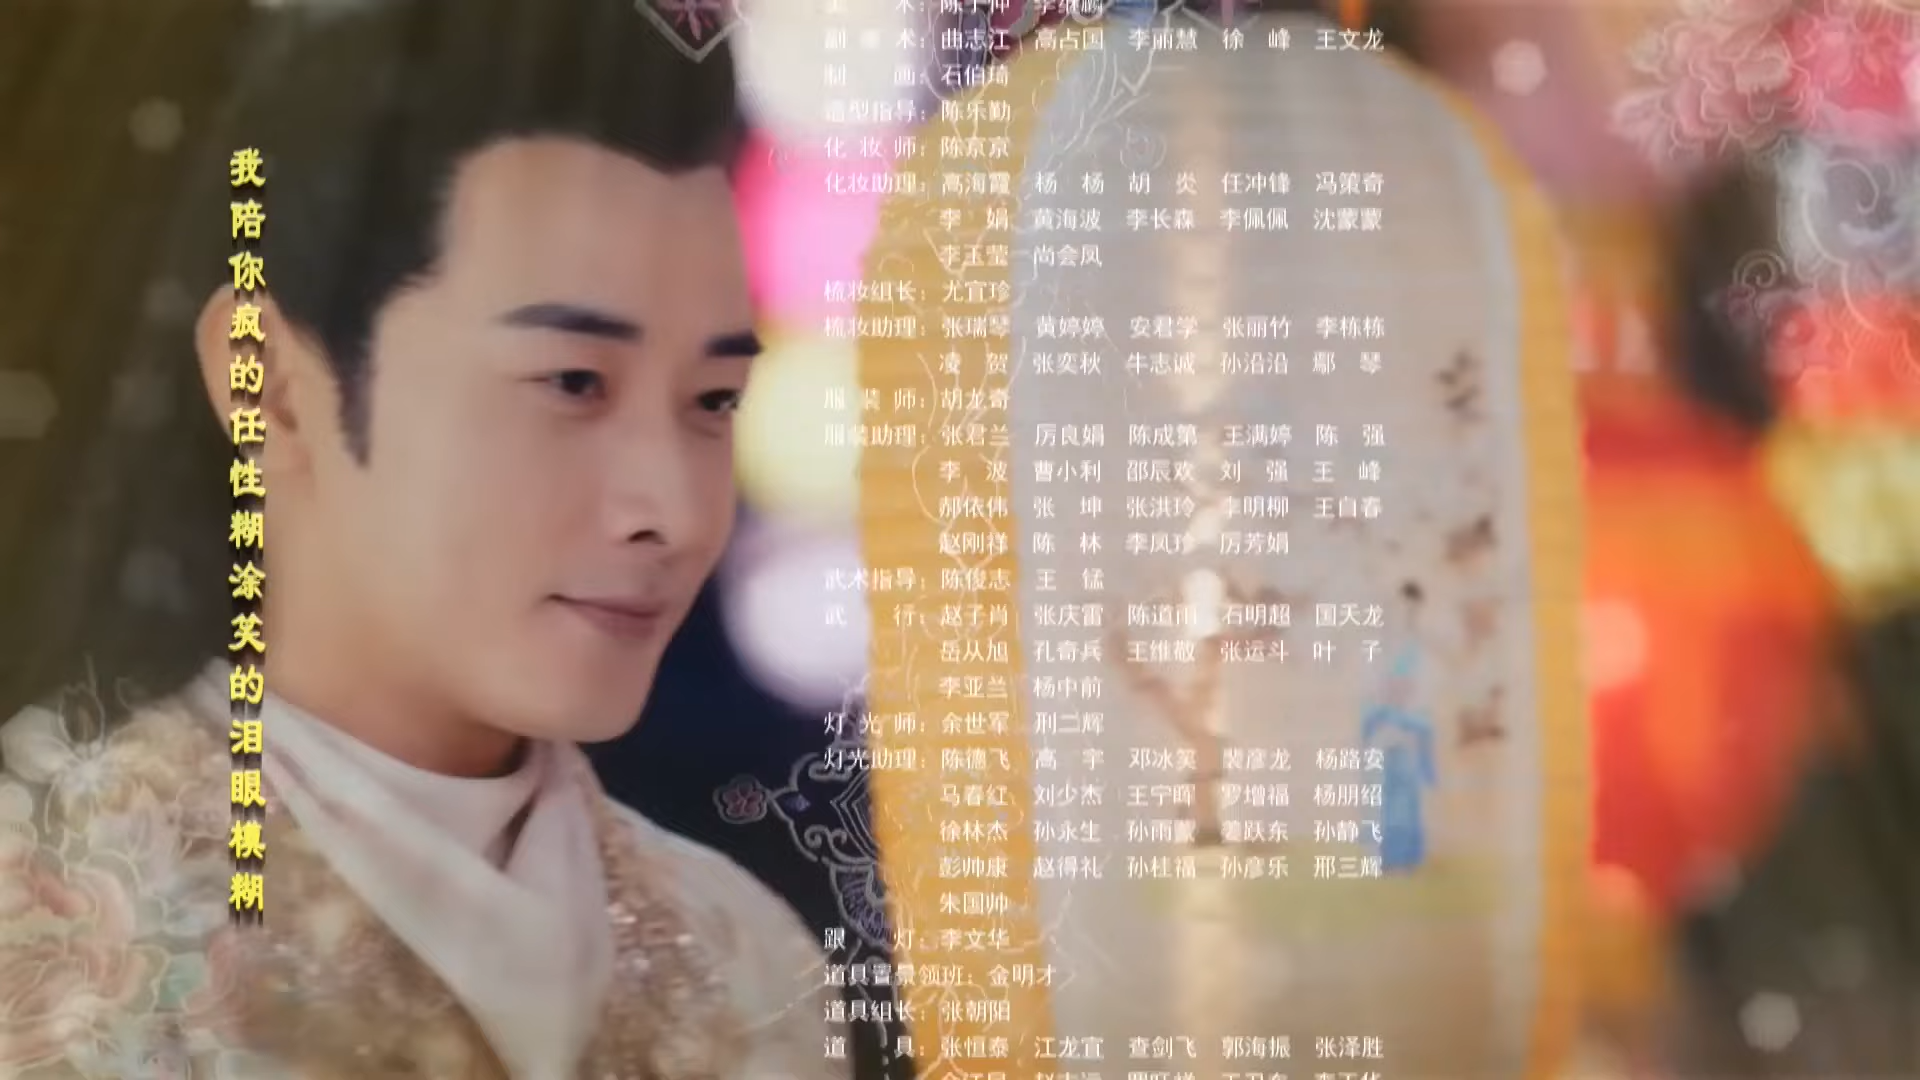 我陪你疯的任性糊涂笑的泪眼模糊
副美术：曲志江 高占国 李丽慧 徐峰 王文龙
制画：石伯琦
造型指导：陈乐勤
化妆师：陈京京
化妆助理：高海霞 杨杨 胡炎 任冲锋 冯策奇
李娟 黄海波 李长森 李佩佩 沈蒙蒙
李玉莹 尚会凤
梳妆组长：尤宜珍
梳妆助理：张瑞琴 黄婷婷 安君学 张丽竹 李栋栋
凌贺 张奕秋 牛志诚 孙沿沿 鄢琴
服装师：胡龙奇
服装助理：张君兰 厉良娟 陈成第 王满婷 陈强
李波 曹小利 邵辰欢 刘强 王峰
郝依伟 张坤 张洪玲 李明柳 王自春
赵刚祥 陈林 李凤珍 厉芳娟
武术指导：陈俊志 王锰
武行：赵子肖 张庆雷 陈道雨 石明超 国天龙
岳从旭 孔奇兵 王维敬 张运斗 叶子
李亚兰 杨中前
灯光师：余世军 刑二辉
灯光助理：陈德飞 高宇 邓冰笑 裴彦龙 杨路安
马春红 刘少杰 王宁晖 罗增福 杨朋绍
徐林杰 孙永生 孙雨蒙 姜跃东 孙静飞
彭帅康 赵得礼 孙桂福 孙彦乐 邢三辉
朱国帅
跟灯：李文华
道具置景领班：金明才
道具组长：张朝阳
道具：张恒泰 江龙宣 查剑飞 郭海振 张泽胜